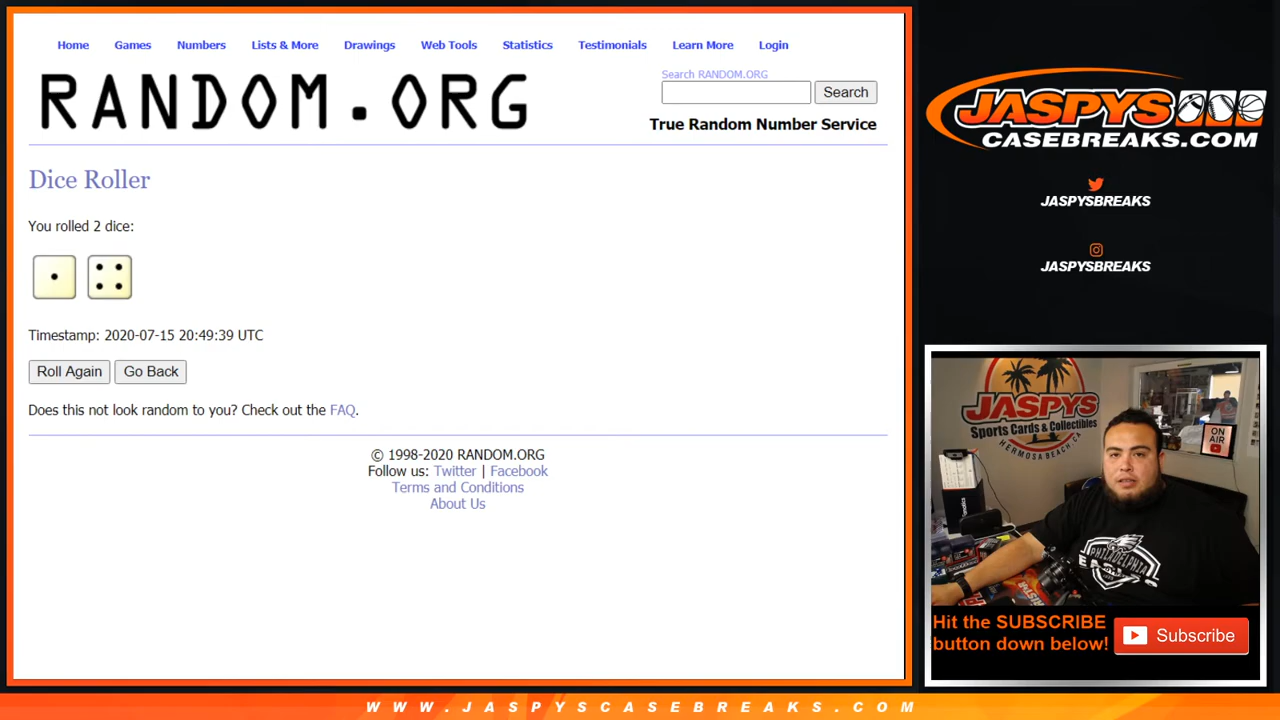 Home Games Numbers Lists & More Drawings Web Tools Statistics Testimonials Learn More Login
RANDOM.ORG
Search RANDOM.ORG
Search
True Random Number Service
Dice Roller
You rolled 2 dice:
Timestamp: 2020-07-15 20:49:39 UTC
Roll Again Go Back
Does this not look random to you? Check out the FAQ.
© 1998-2020 RANDOM.ORG
Follow us: Twitter | Facebook
Terms and Conditions
About Us
JASPYS
CASEBREAKS.COM
JASPYSBREAKS
JASPYSBREAKS
JASPYS
Sports Cards & Collectibles
HERMOSA BEACH, CA
ON
AIR
PHILADELPHIA
EAGLES
Hit the SUBSCRIBE
button down below!
Subscribe
WWW.JASPYSCASEBREAKS.COM